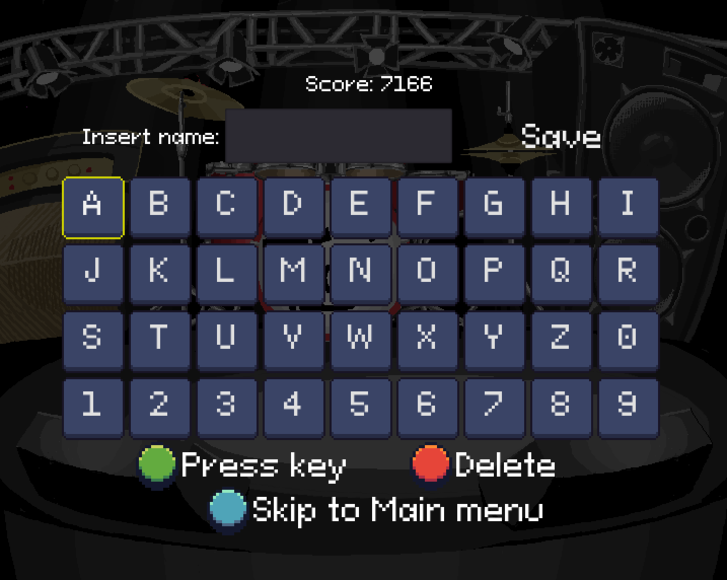 Score: 7166
Insert name: Save
A B C D E F G H I
J K L M N O P Q R
S T U V W X Y Z 0
1 2 3 4 5 6 7 8 9
Press key Delete
Skip to Main menu